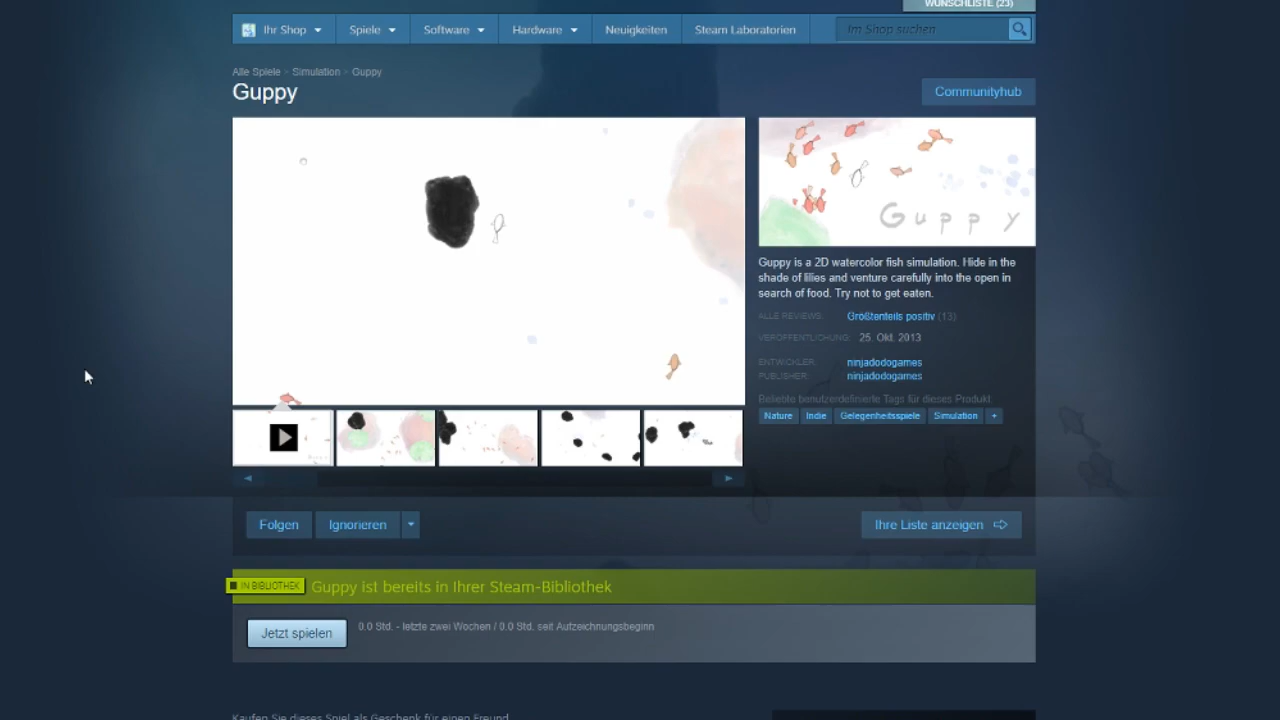 WUNSCHLISTE (23)
Ihr Shop
Spiele
Software
Hardware
Neuigkeiten
Steam Laboratorien
Im Shop suchen
Alle Spiele > Simulation > Guppy
Guppy
Communityhub
Guppy
Guppy is a 2D watercolor fish simulation. Hide in the
shade of lilies and venture carefully into the open in
search of food. Try not to get eaten.
ALLE REVIEWS: Größtenteils positiv (13)
VERÖFFENTLICHUNG: 25. Okt. 2013
ENTWICKLER: ninjadodogames
PUBLISHER: ninjadodogames
Beliebte benutzerdefinierte Tags für dieses Produkt
Nature Indie Gelegenheitsspiele Simulation +
Folgen
Ignorieren
Ihre Liste anzeigen
IN BIBLIOTHEK
Guppy ist bereits in Ihrer Steam-Bibliothek
Jetzt spielen
0.0 Std. - letzte zwei Wochen / 0.0 Std. seit Aufzeichnungsbeginn
Kaufen Sie dieses Spiel als Geschenk für einen Freund